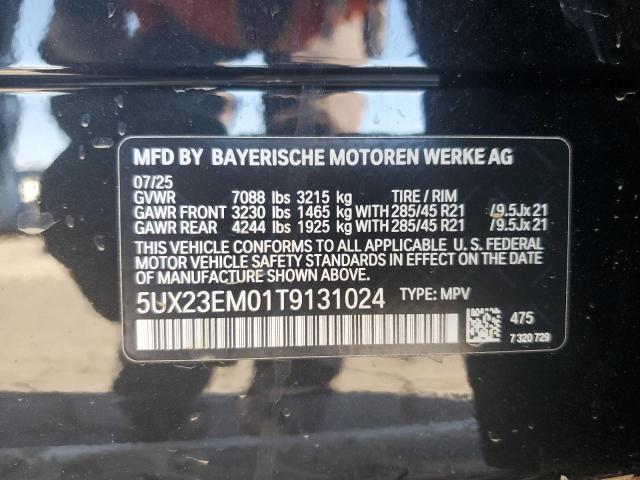 MFD BY BAYERISCHE MOTOREN WERKE AG
07/25
GVWR 7088 lbs 3215 kg TIRE / RIM
GAWR FRONT 3230 lbs 1465 kg WITH 285/45 R21 /9.5Jx21
GAWR REAR 4244 lbs 1925 kg WITH 285/45 R21 /9.5Jx21
THIS VEHICLE CONFORMS TO ALL APPLICABLE U. S. FEDERAL
MOTOR VEHICLE SAFETY STANDARDS IN EFFECT ON THE DATE
OF MANUFACTURE SHOWN ABOVE.
5UX23EM01T9131024 TYPE: MPV
475
7 320 729